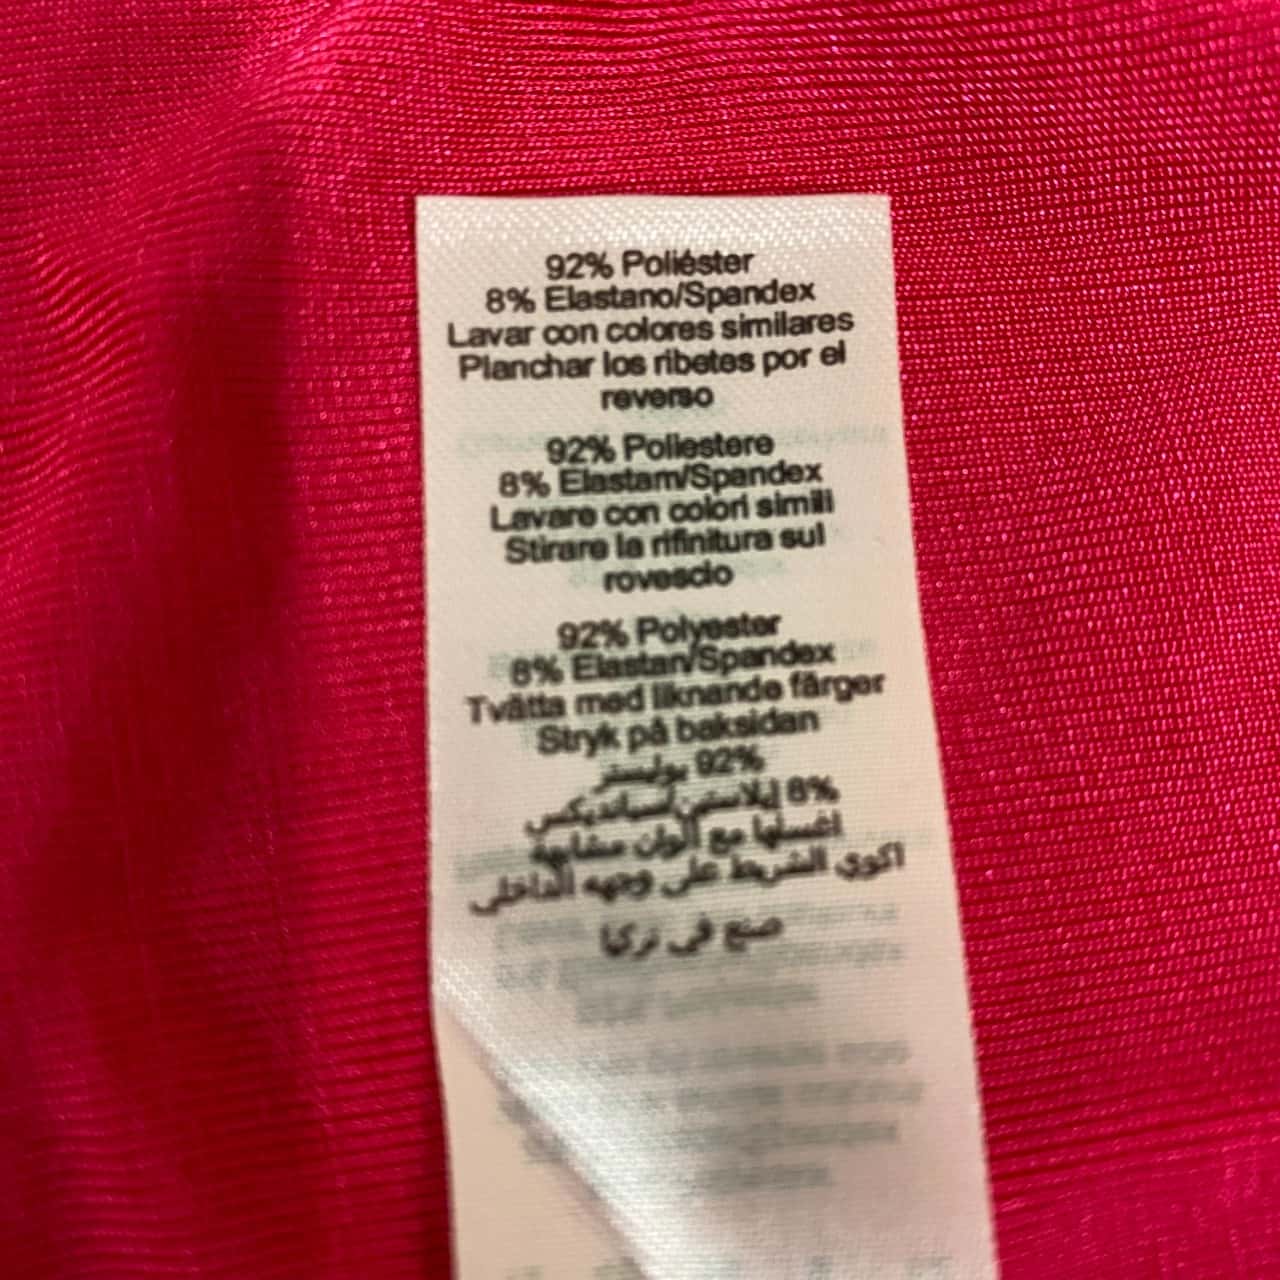 92% Poliéster
8% Elastano/Spandex
Lavar con colores similares
Planchar los ribetes por el
reverso
92% Poliestere
8% Elastam/Spandex
Lavare con colori simili
Stirare la rifinitura sul
rovescio
92% Polyester
8% Elastan/Spandex
Tvätta med liknande färger
Stryk på baksidan
92% بوليستر
8% إيلاستين/سباندیكس
اغسلها مع ألوان مشابهة
اكوي الشريط على وجهه الداخلي
صنع في تركيا